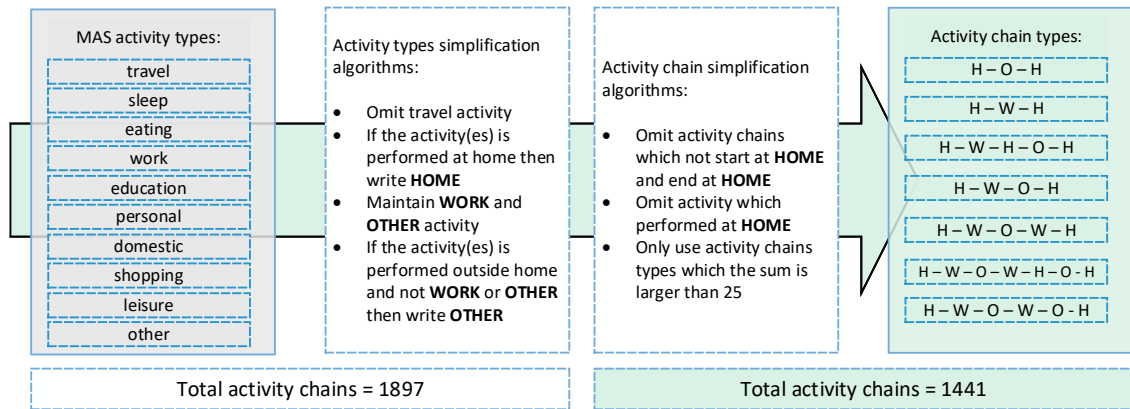 MAS activity types:
travel
sleep
eating
work
education
personal
domestic
shopping
leisure
other
Activity types simplification
algorithms:
• Omit travel activity
• If the activity(es) is
performed at home then
write HOME
• Maintain WORK and
OTHER activity
• If the activity(es) is
performed outside home
and not WORK or OTHER
then write OTHER
Activity chain simplification
algorithms:
• Omit activity chains
which not start at HOME
and end at HOME
• Omit activity which
performed at HOME
• Only use activity chains
types which the sum is
larger than 25
Activity chain types:
H – O – H
H – W – H
H – W – H – O – H
H – W – O – H
H – W – O – W – H
H – W – O – W – H – O - H
H – W – O – W – O - H
Total activity chains = 1897
Total activity chains = 1441